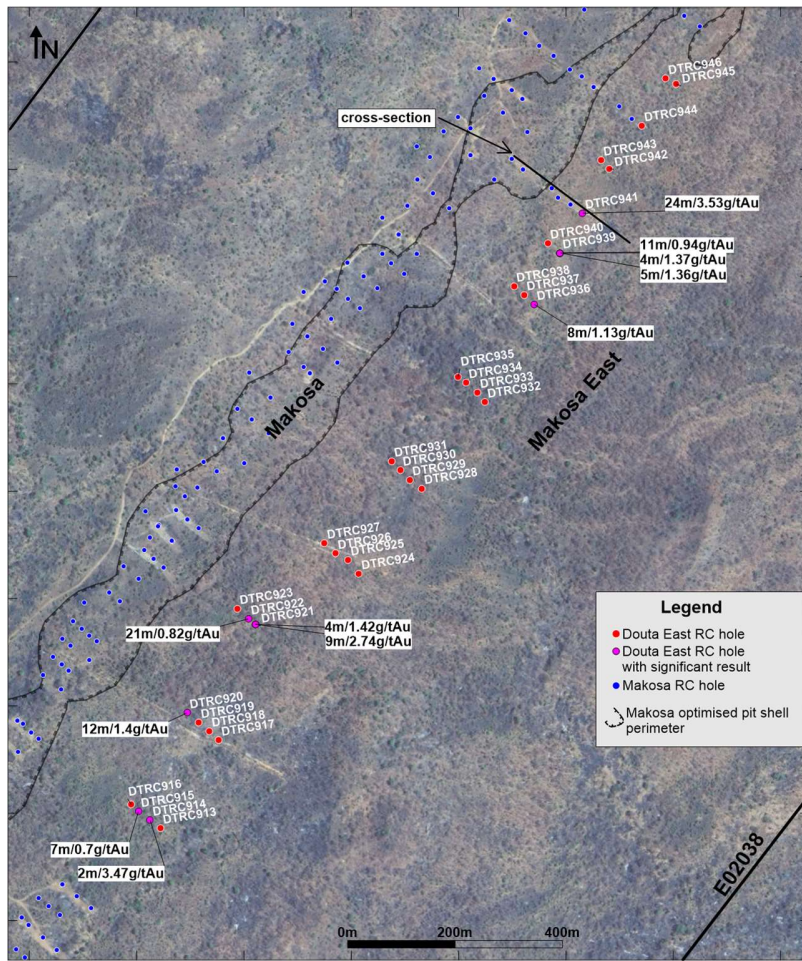 N
DTRC946
DTRC945
DTRC944
cross-section
DTRC943
DTRC942
DTRC941
24m/3.53g/tAu
DTRC940
DTRC939
11m/0.94g/tAu
4m/1.37g/tAu
5m/1.36g/tAu
DTRC938
DTRC937
DTRC936
8m/1.13g/tAu
DTRC935
DTRC934
DTRC933
DTRC932
Makosa
Makosa East
DTRC931
DTRC930
DTRC929
DTRC928
DTRC927
DTRC926
DTRC925
DTRC924
DTRC923
DTRC922
DTRC921
21m/0.82g/tAu
4m/1.42g/tAu
9m/2.74g/tAu
Legend
Douta East RC hole
Douta East RC hole
with significant result
Makosa RC hole
Makosa optimised pit shell
perimeter
DTRC920
DTRC919
DTRC918
DTRC917
12m/1.4g/tAu
DTRC916
DTRC915
DTRC914
DTRC913
7m/0.7g/tAu
2m/3.47g/tAu
E02038
0m
200m
400m